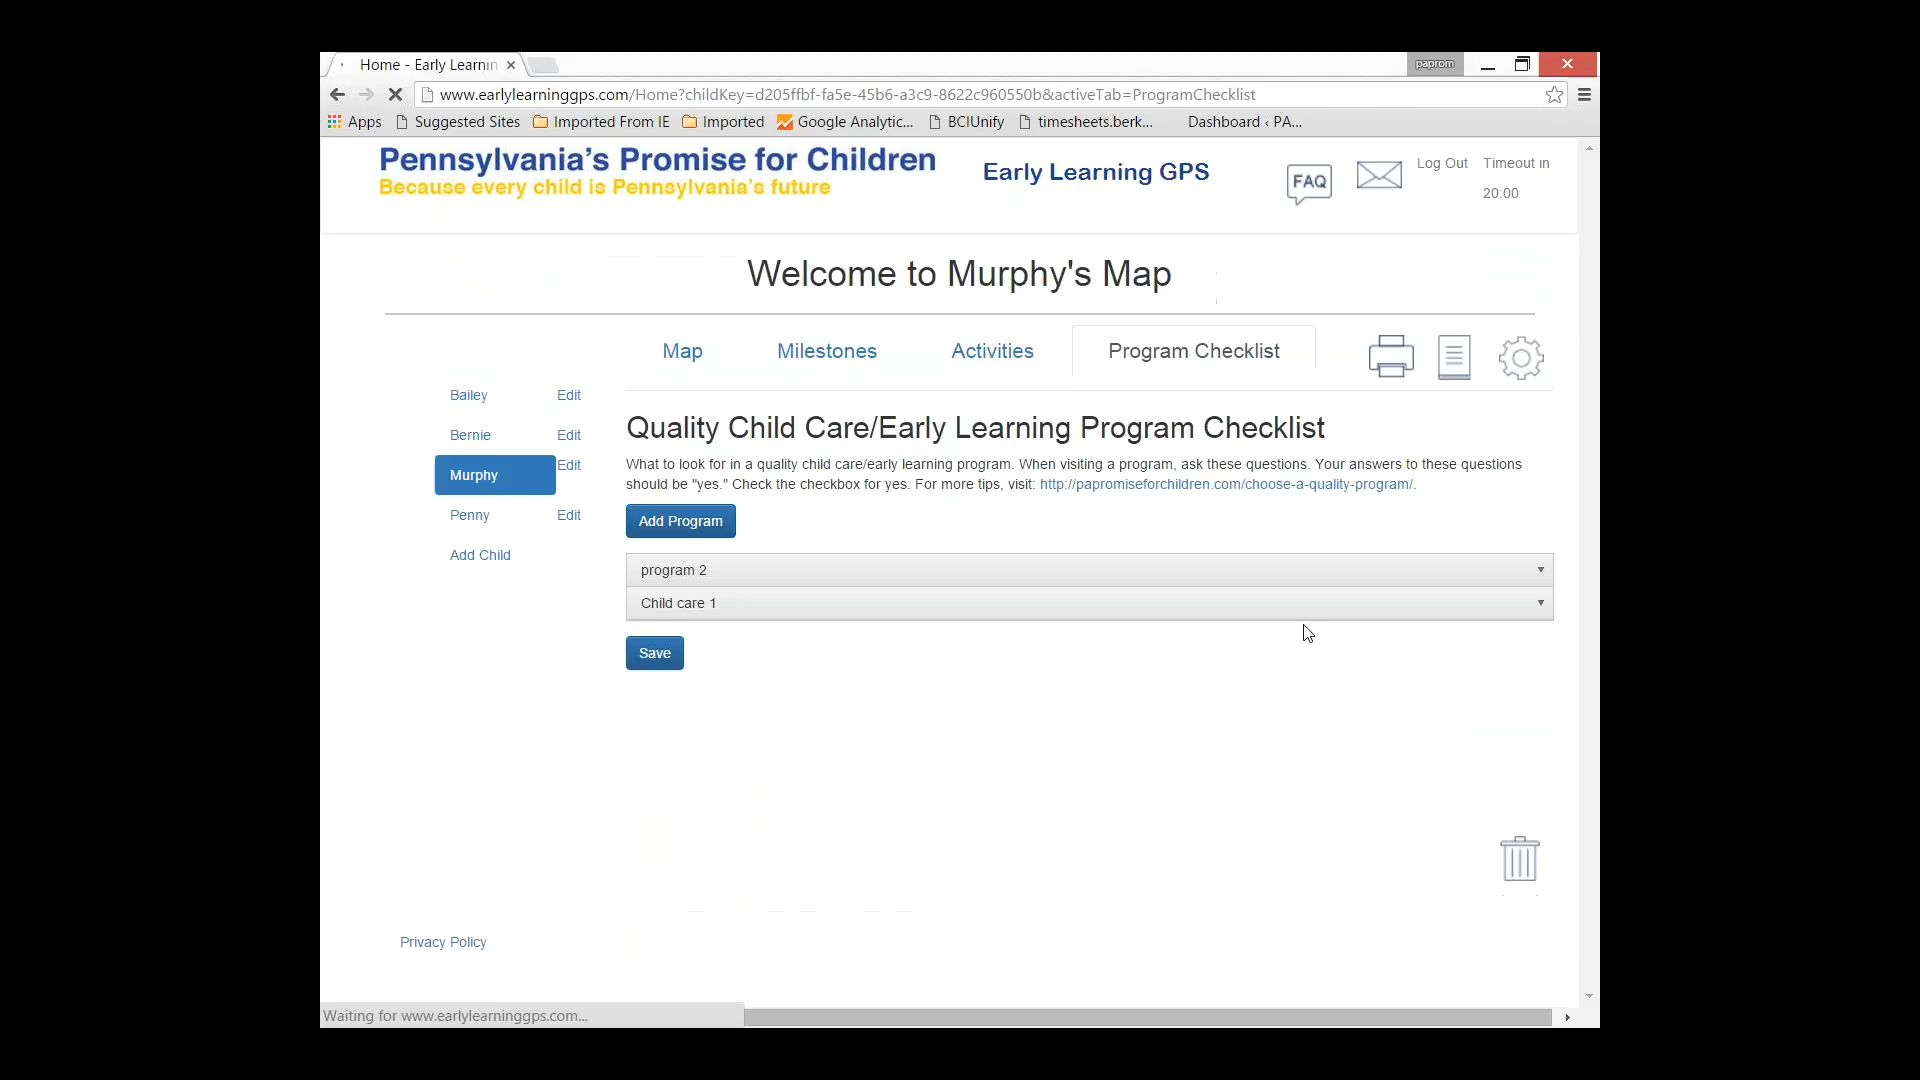 Home - Early Learnin
paprom
www.earlylearninggps.com/Home?childKey=d205ffbf-fa5e-45b6-a3c9-8622c960550b&activeTab=ProgramChecklist
Apps Suggested Sites Imported From IE Imported Google Analytic... BCIUnify timesheets.berk... Dashboard ‹ PA...
Pennsylvania's Promise for Children
Because every child is Pennsylvania's future
Early Learning GPS
FAQ
Log Out
Timeout in
20:00
Welcome to Murphy's Map
Map Milestones Activities Program Checklist
Bailey Edit
Bernie Edit
Murphy Edit
Penny Edit
Add Child
Quality Child Care/Early Learning Program Checklist
What to look for in a quality child care/early learning program. When visiting a program, ask these questions. Your answers to these questions
should be "yes." Check the checkbox for yes. For more tips, visit: http://papromiseforchildren.com/choose-a-quality-program/.
Add Program
program 2
Child care 1
Save
Privacy Policy
Waiting for www.earlylearninggps.com...